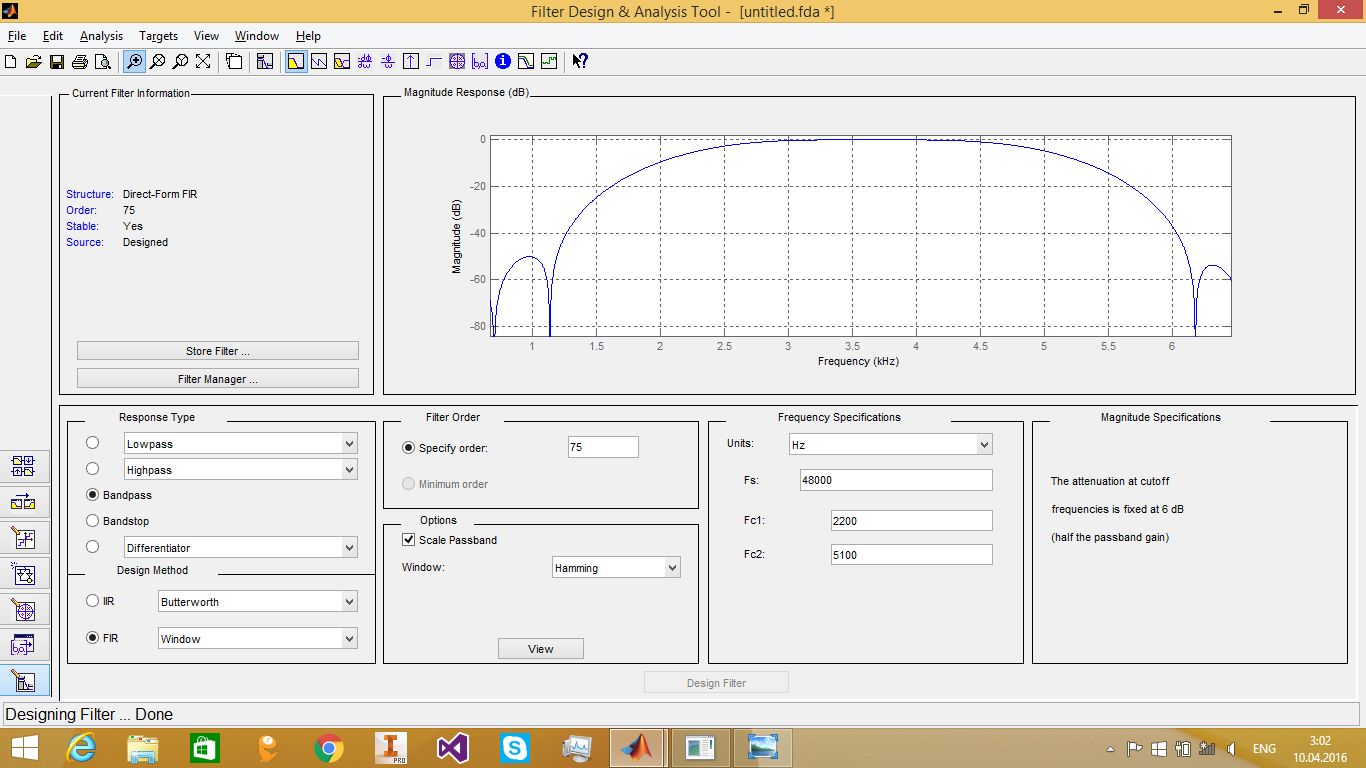 Filter Design & Analysis Tool - [untitled.fda *]
File Edit Analysis Targets View Window Help
Current Filter Information
Structure: Direct-Form FIR
Order: 75
Stable: Yes
Source: Designed
Store Filter ...
Filter Manager ...
Magnitude Response (dB)
0
-20
-40
-60
-80
Magnitude (dB)
1 1.5 2 2.5 3 3.5 4 4.5 5 5.5 6
Frequency (kHz)
Response Type
Lowpass
Highpass
Bandpass
Bandstop
Differentiator
Design Method
IIR Butterworth
FIR Window
Filter Order
Specify order: 75
Minimum order
Options
Scale Passband
Window: Hamming
View
Frequency Specifications
Units: Hz
Fs: 48000
Fc1: 2200
Fc2: 5100
Magnitude Specifications
The attenuation at cutoff
frequencies is fixed at 6 dB
(half the passband gain)
Design Filter
Designing Filter ... Done
PRO
ENG
3:02
10.04.2016